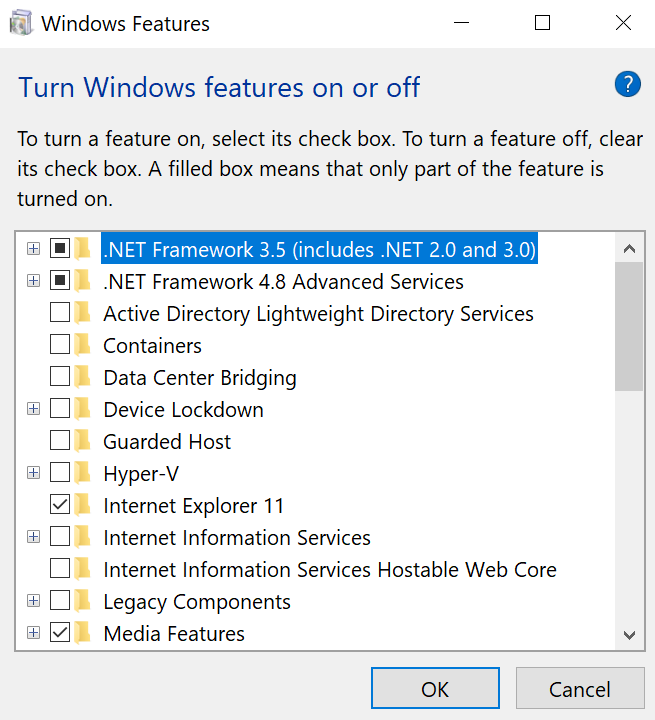 Windows Features
Turn Windows features on or off
?
To turn a feature on, select its check box. To turn a feature off, clear
its check box. A filled box means that only part of the feature is
turned on.
.NET Framework 3.5 (includes .NET 2.0 and 3.0)
.NET Framework 4.8 Advanced Services
Active Directory Lightweight Directory Services
Containers
Data Center Bridging
Device Lockdown
Guarded Host
Hyper-V
Internet Explorer 11
Internet Information Services
Internet Information Services Hostable Web Core
Legacy Components
Media Features
OK
Cancel